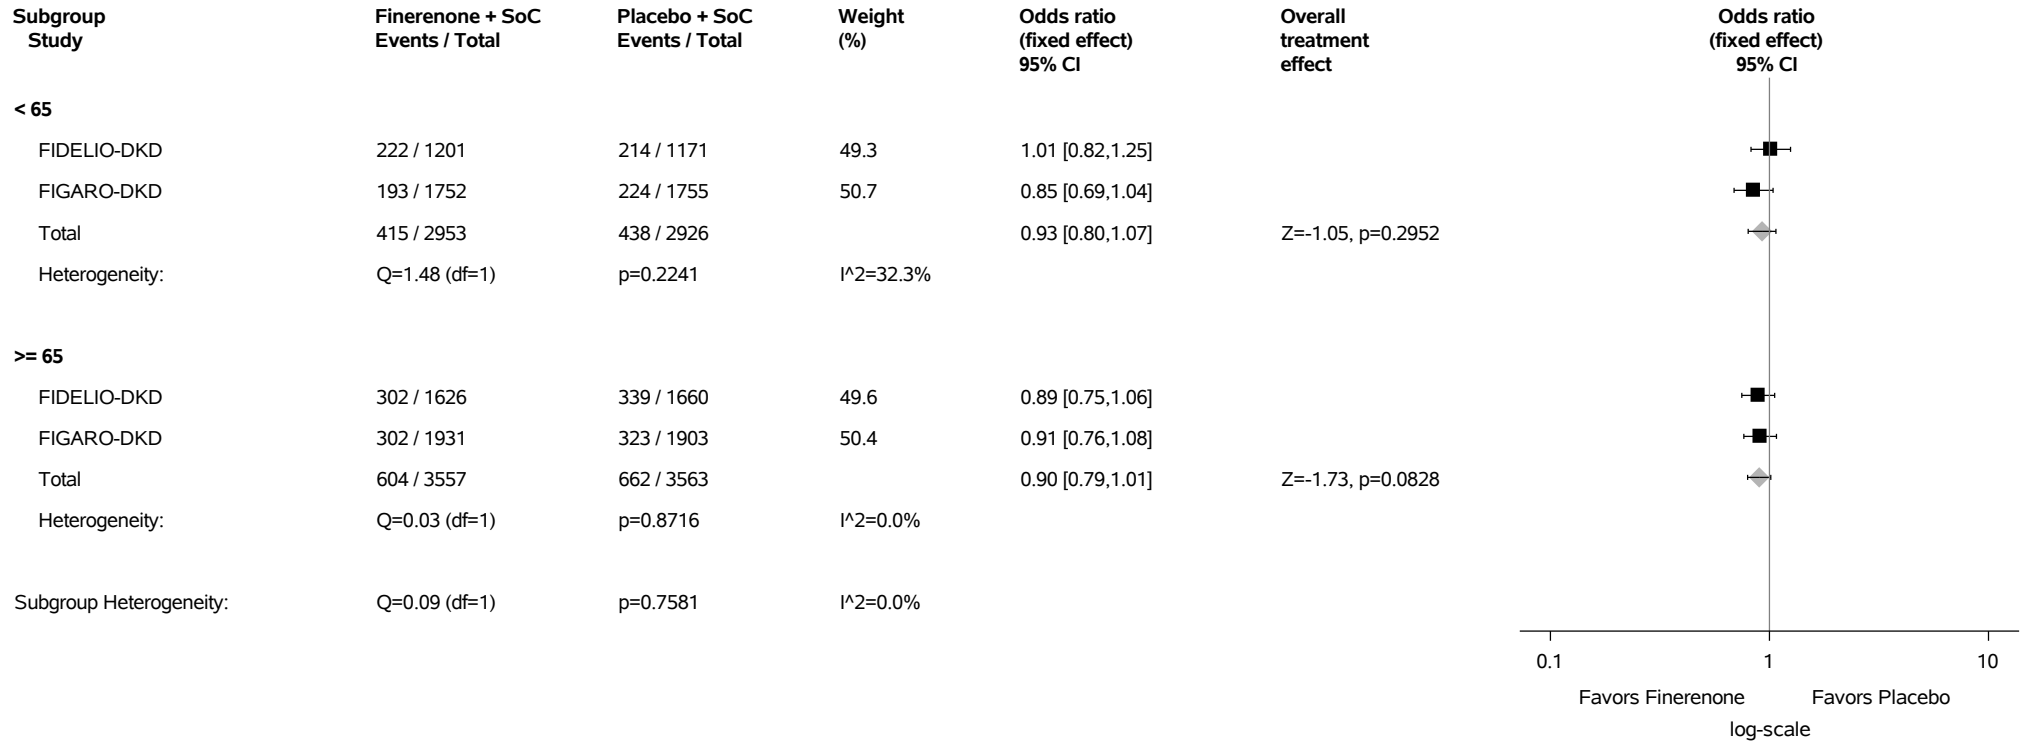 Subgroup Finerenone + SoC Placebo + SoC Weight Odds ratio Overall Odds ratio
Study Events / Total Events / Total (%) (fixed effect) treatment (fixed effect)
95% CI effect 95% CI
< 65
FIDELIO-DKD 222 / 1201 214 / 1171 49.3 1.01 [0.82,1.25]
FIGARO-DKD 193 / 1752 224 / 1755 50.7 0.85 [0.69,1.04]
Total 415 / 2953 438 / 2926 0.93 [0.80,1.07] Z=-1.05, p=0.2952
Heterogeneity: Q=1.48 (df=1) p=0.2241 I^2=32.3%
>= 65
FIDELIO-DKD 302 / 1626 339 / 1660 49.6 0.89 [0.75,1.06]
FIGARO-DKD 302 / 1931 323 / 1903 50.4 0.91 [0.76,1.08]
Total 604 / 3557 662 / 3563 0.90 [0.79,1.01] Z=-1.73, p=0.0828
Heterogeneity: Q=0.03 (df=1) p=0.8716 I^2=0.0%
Subgroup Heterogeneity: Q=0.09 (df=1) p=0.7581 I^2=0.0%
0.1 1 10
Favors Finerenone Favors Placebo
log-scale